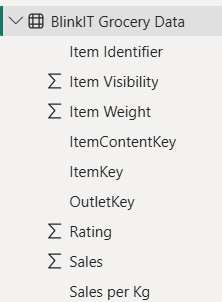 BlinkIT Grocery Data
Item Identifier
Item Visibility
Item Weight
ItemContentKey
ItemKey
OutletKey
Rating
Sales
Sales per Kg